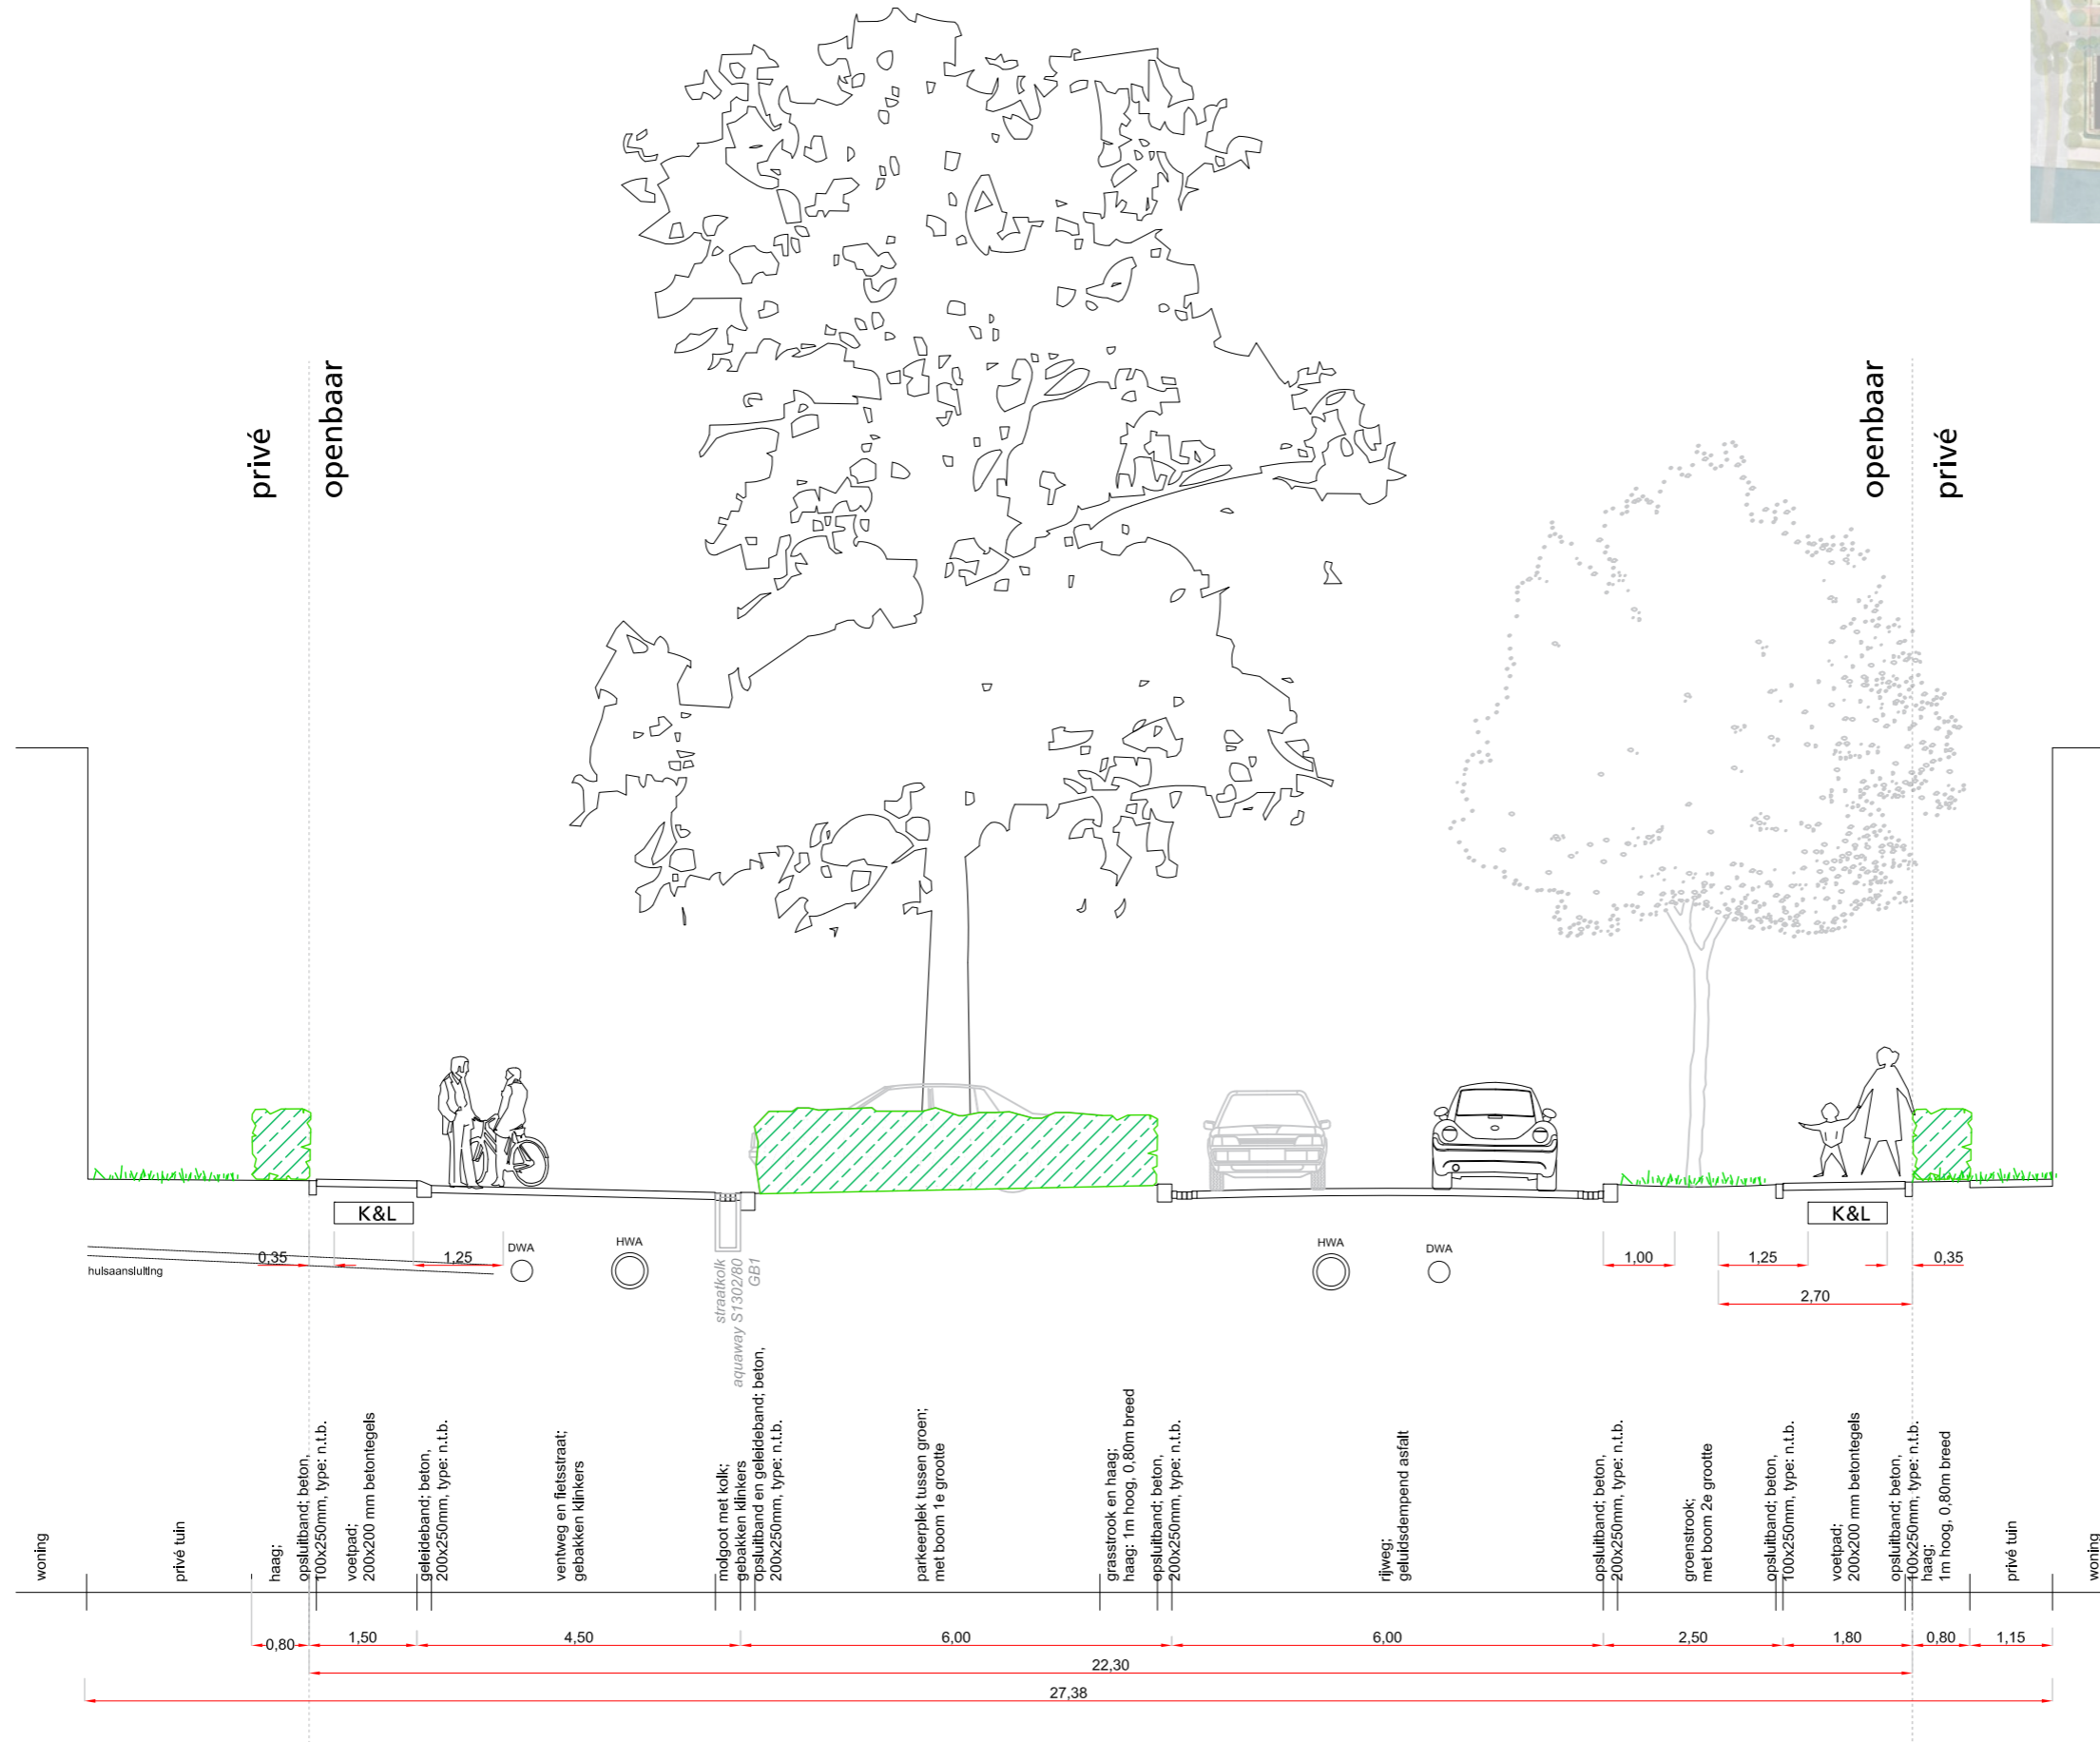 privé
openbaar
openbaar
privé
K&L
K&L
0,35
1,25
DWA
HWA
HWA
DWA
1,00
1,25
0,35
2,70
hulsaansluiting
straatkolk
aquaway S1302/80
GB1
woning
privé tuin
haag;
opsluitband; beton,
100x250mm, type: n.t.b.
voetpad;
200x200 mm betontegels
geleideband; beton,
200x250mm, type: n.t.b.
ventweg en fietsstraat;
gebakken klinkers
molgoot met kolk;
gebakken klinkers
opsluitband en geleideband; beton,
200x250mm, type: n.t.b.
parkeerplek tussen groen;
met boom 1e grootte
grasstrook en haag;
haag: 1m hoog, 0,80m breed
opsluitband; beton,
200x250mm, type: n.t.b.
rijweg;
geluidsdempend asfalt
opsluitband; beton,
200x250mm, type: n.t.b.
groenstrook;
met boom 2e grootte
opsluitband; beton,
100x250mm, type: n.t.b.
voetpad;
200x200 mm betontegels
opsluitband; beton,
100x250mm, type: n.t.b.
haag;
1m hoog, 0,80m breed
privé tuin
woning
0,80
1,50
4,50
6,00
6,00
2,50
1,80
0,80
1,15
22,30
27,38